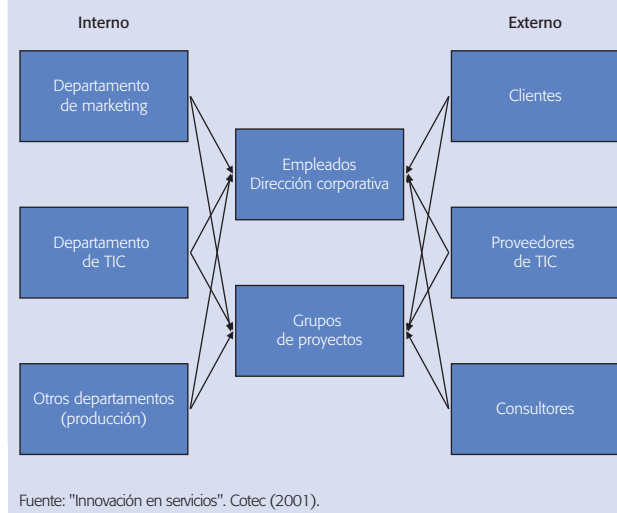 Interno
Externo
Departamento
de marketing
Clientes
Empleados
Dirección corporativa
Departamento
de TIC
Proveedores
de TIC
Grupos
de proyectos
Otros departamentos
(producción)
Consultores
Fuente: "Innovación en servicios". Cotec (2001).